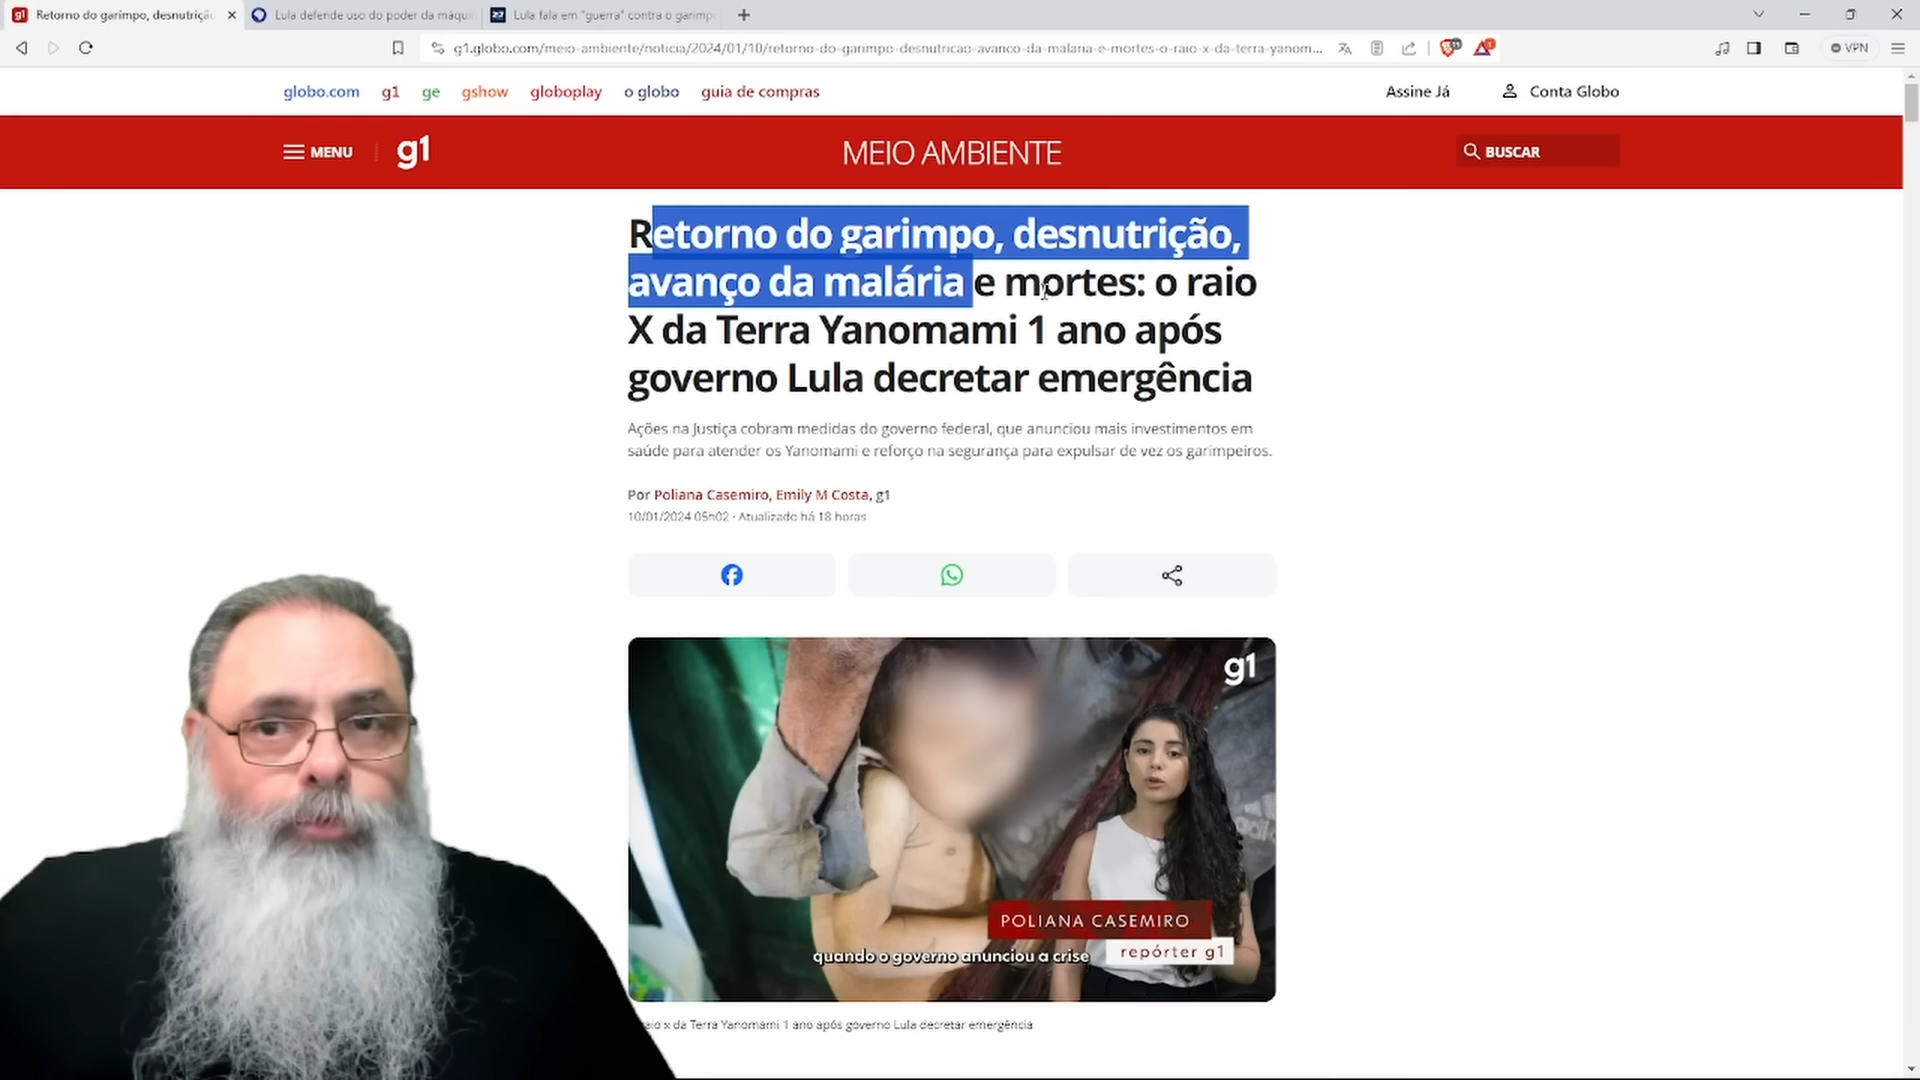 Retorno do garimpo, desnutrição
Lula defende uso do poder da máquin
Lula fala em "guerra" contra o garimpo
g1.globo.com/meio-ambiente/noticia/2024/01/10/retorno-do-garimpo-desnutricao-avanco-da-malaria-e-mortes-o-raio-x-da-terra-yanom...
VPN
globo.com g1 ge gshow globoplay o globo guia de compras
Assine Já
Conta Globo
MENU
g1
MEIO AMBIENTE
BUSCAR
Retorno do garimpo, desnutrição,
avanço da malária e mortes: o raio
X da Terra Yanomami 1 ano após
governo Lula decretar emergência
Ações na Justiça cobram medidas do governo federal, que anunciou mais investimentos em
saúde para atender os Yanomami e reforço na segurança para expulsar de vez os garimpeiros.
Por Poliana Casemiro, Emily M Costa, g1
10/01/2024 05h02 · Atualizado há 18 horas
g1
POLIANA CASEMIRO
repórter g1
quando o governo anunciou a crise
x da Terra Yanomami 1 ano após governo Lula decretar emergência